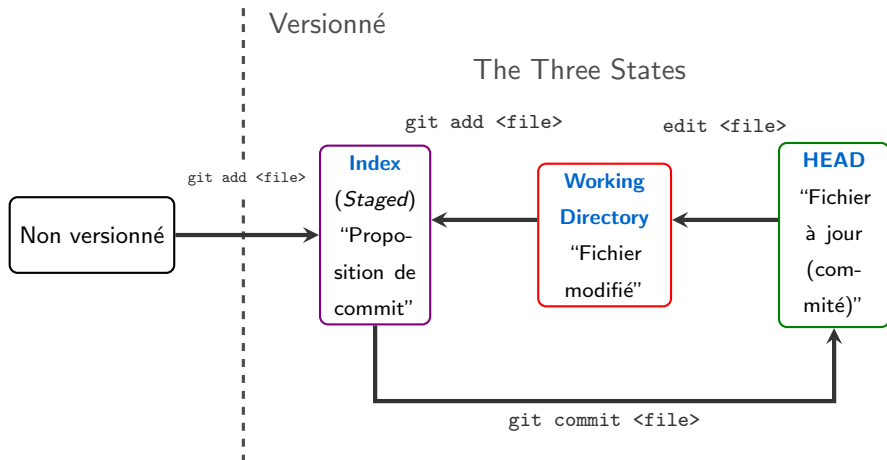 Versionné
The Three States
git add <file>
edit <file>
git add <file>
Non versionné
Index
(Staged)
“Propo-
sition de
commit”
Working
Directory
“Fichier
modifié”
HEAD
“Fichier
à jour
(com-
mité)”
git commit <file>